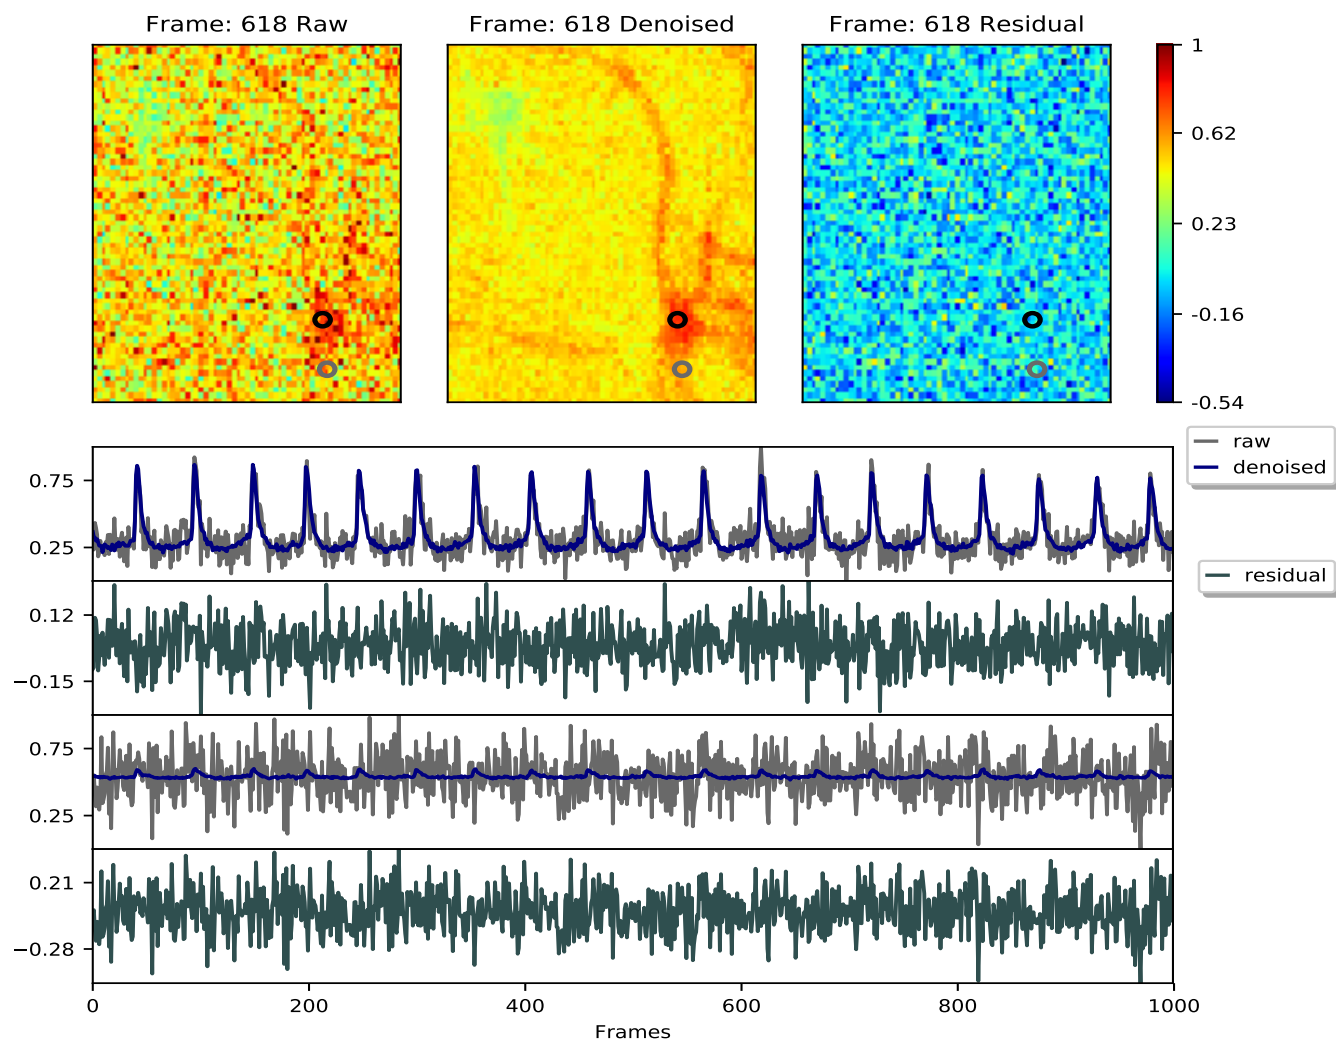 Frame: 618 Raw
Frame: 618 Denoised
Frame: 618 Residual
1
0.62
0.23
-0.16
-0.54
raw
denoised
0.75
0.25
residual
0.12
−0.15
0.75
0.25
0.21
−0.28
0 200 400 600 800 1000
Frames